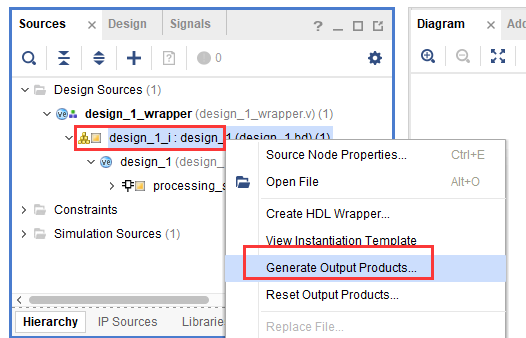 Sources × Design Signals ? _
0
Design Sources (1)
design_1_wrapper (design_1_wrapper.v) (1)
design_1_i : design_1 (design_1.bd) (1)
design_1 (design_
processing_s
Constraints
Simulation Sources (1)
Hierarchy IP Sources Librarie
Source Node Properties... Ctrl+E
Open File Alt+O
Create HDL Wrapper...
View Instantiation Template
Generate Output Products...
Reset Output Products...
Replace File...
Diagram × Add